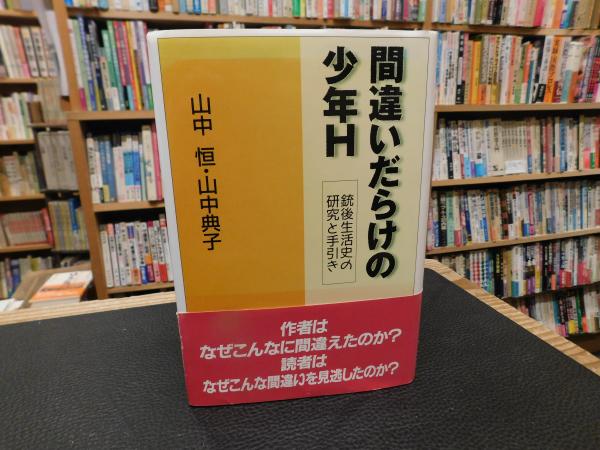 間違いだらけの
少年H
銃後生活史の
研究と手引き
山中 恒・山中典子
作者は
なぜこんなに間違えたのか?
読者は
なぜこんな間違いを見逃したのか?